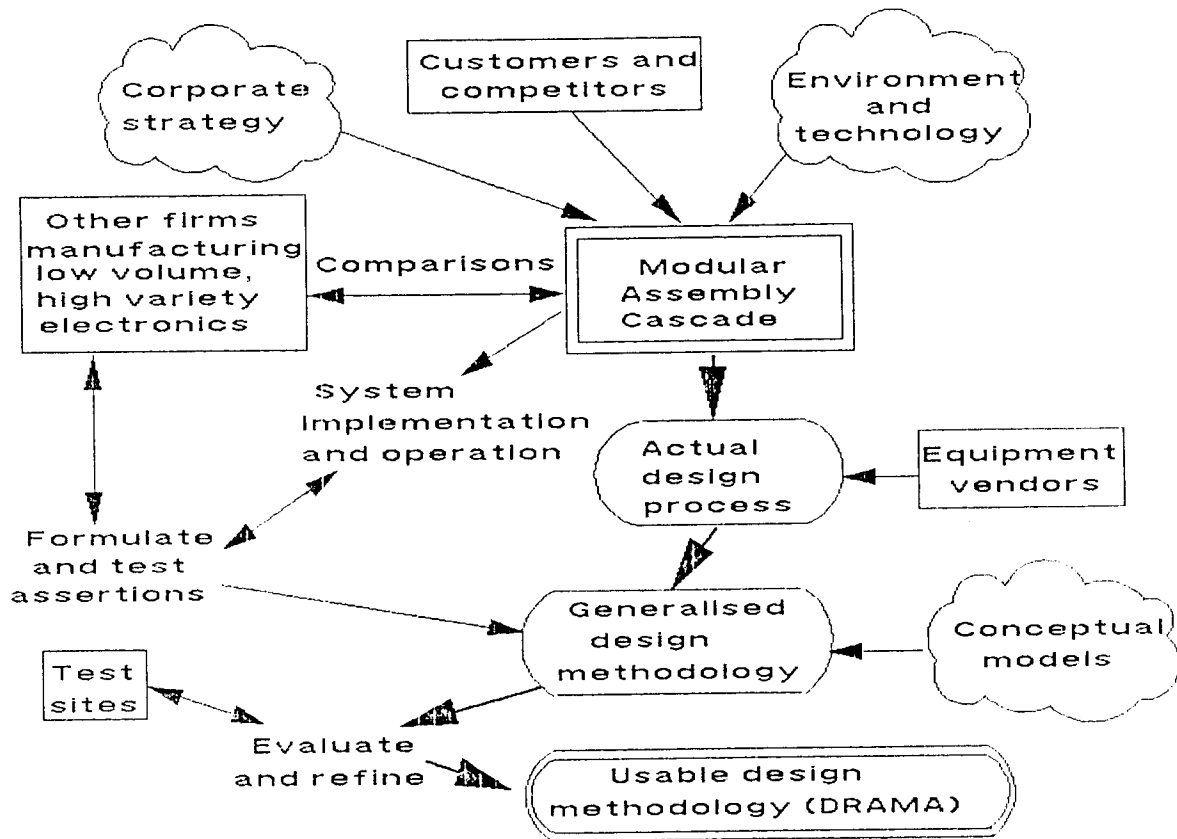 Corporate
strategy
Customers and
competitors
Environment
and
technology
Other firms
manufacturing
low volume,
high variety
electronics
Comparisons
Modular
Assembly
Cascade
System
implementation
and operation
Actual
design
process
Equipment
vendors
Formulate
and test
assertions
Generalised
design
methodology
Conceptual
models
Test
sites
Evaluate
and refine
Usable design
methodology (DRAMA)